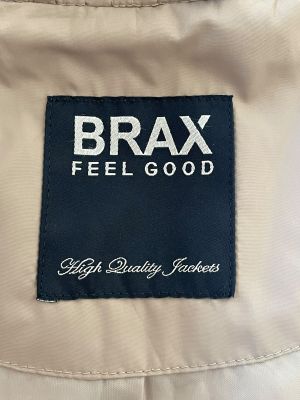 BRAX
FEEL GOOD
High Quality Jackets